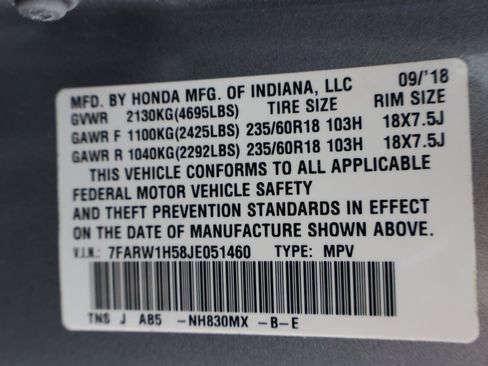 MFD. BY HONDA MFG. OF INDIANA, LLC 09/'18
GVWR 2130KG(4695LBS) TIRE SIZE RIM SIZE
GAWR F 1100KG(2425LBS) 235/60R18 103H 18X7.5J
GAWR R 1040KG(2292LBS) 235/60R18 103H 18X7.5J
THIS VEHICLE CONFORMS TO ALL APPLICABLE
FEDERAL MOTOR VEHICLE SAFETY
AND THEFT PREVENTION STANDARDS IN EFFECT
ON THE DATE OF MANUFACTURE SHOWN ABOVE.
V.I.N.: 7FARW1H58JE051460 TYPE: MPV
TNS J A85 -NH830MX -B-E